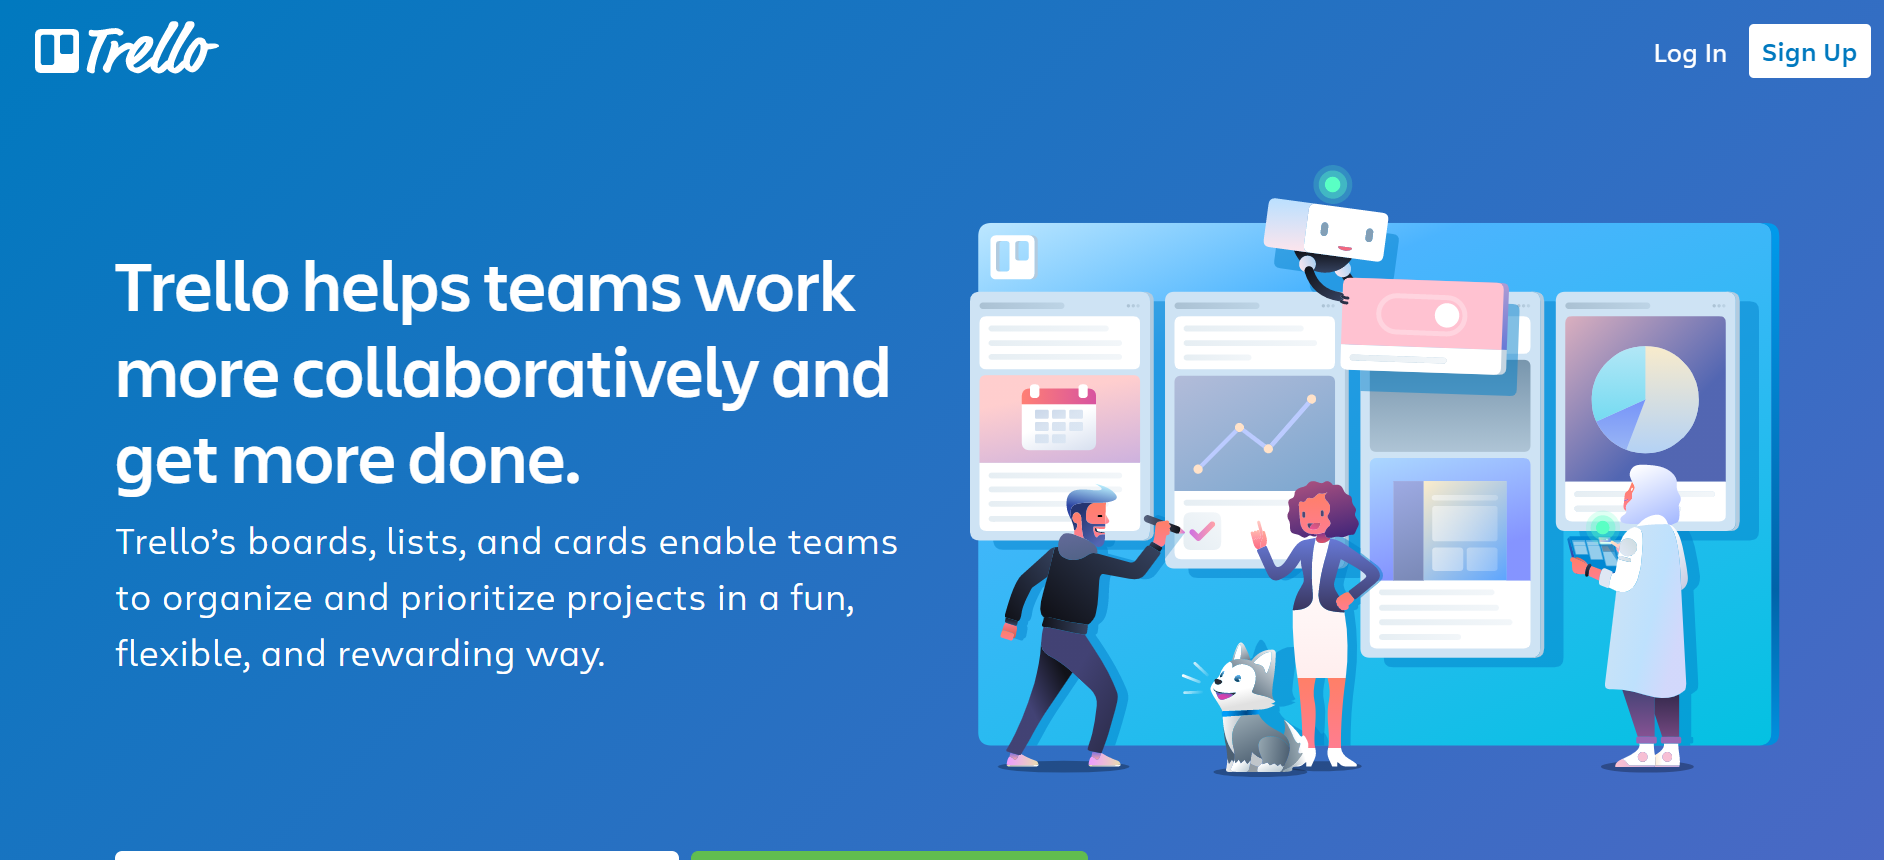 Trello
Log In
Sign Up
Trello helps teams work
more collaboratively and
get more done.
Trello’s boards, lists, and cards enable teams
to organize and prioritize projects in a fun,
flexible, and rewarding way.